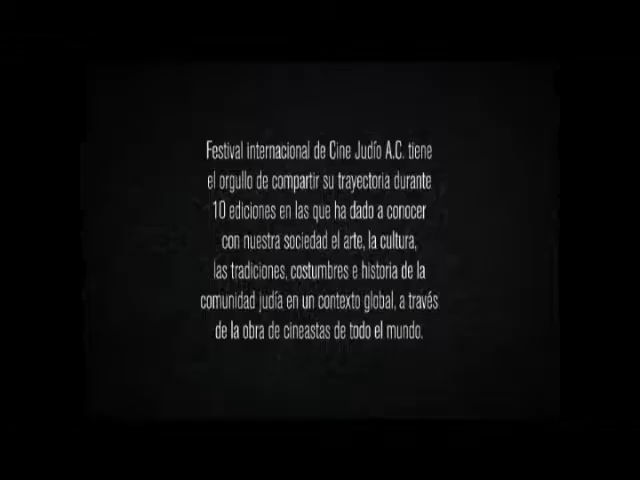 Festival internacional de Cine Judío A.C. tiene
el orgullo de compartir su trayectoria durante
10 ediciones en las que ha dado a conocer
con nuestra sociedad el arte, la cultura,
las tradiciones, costumbres e historia de la
comunidad judía en un contexto global, a través
de la obra de cineastas de todo el mundo.